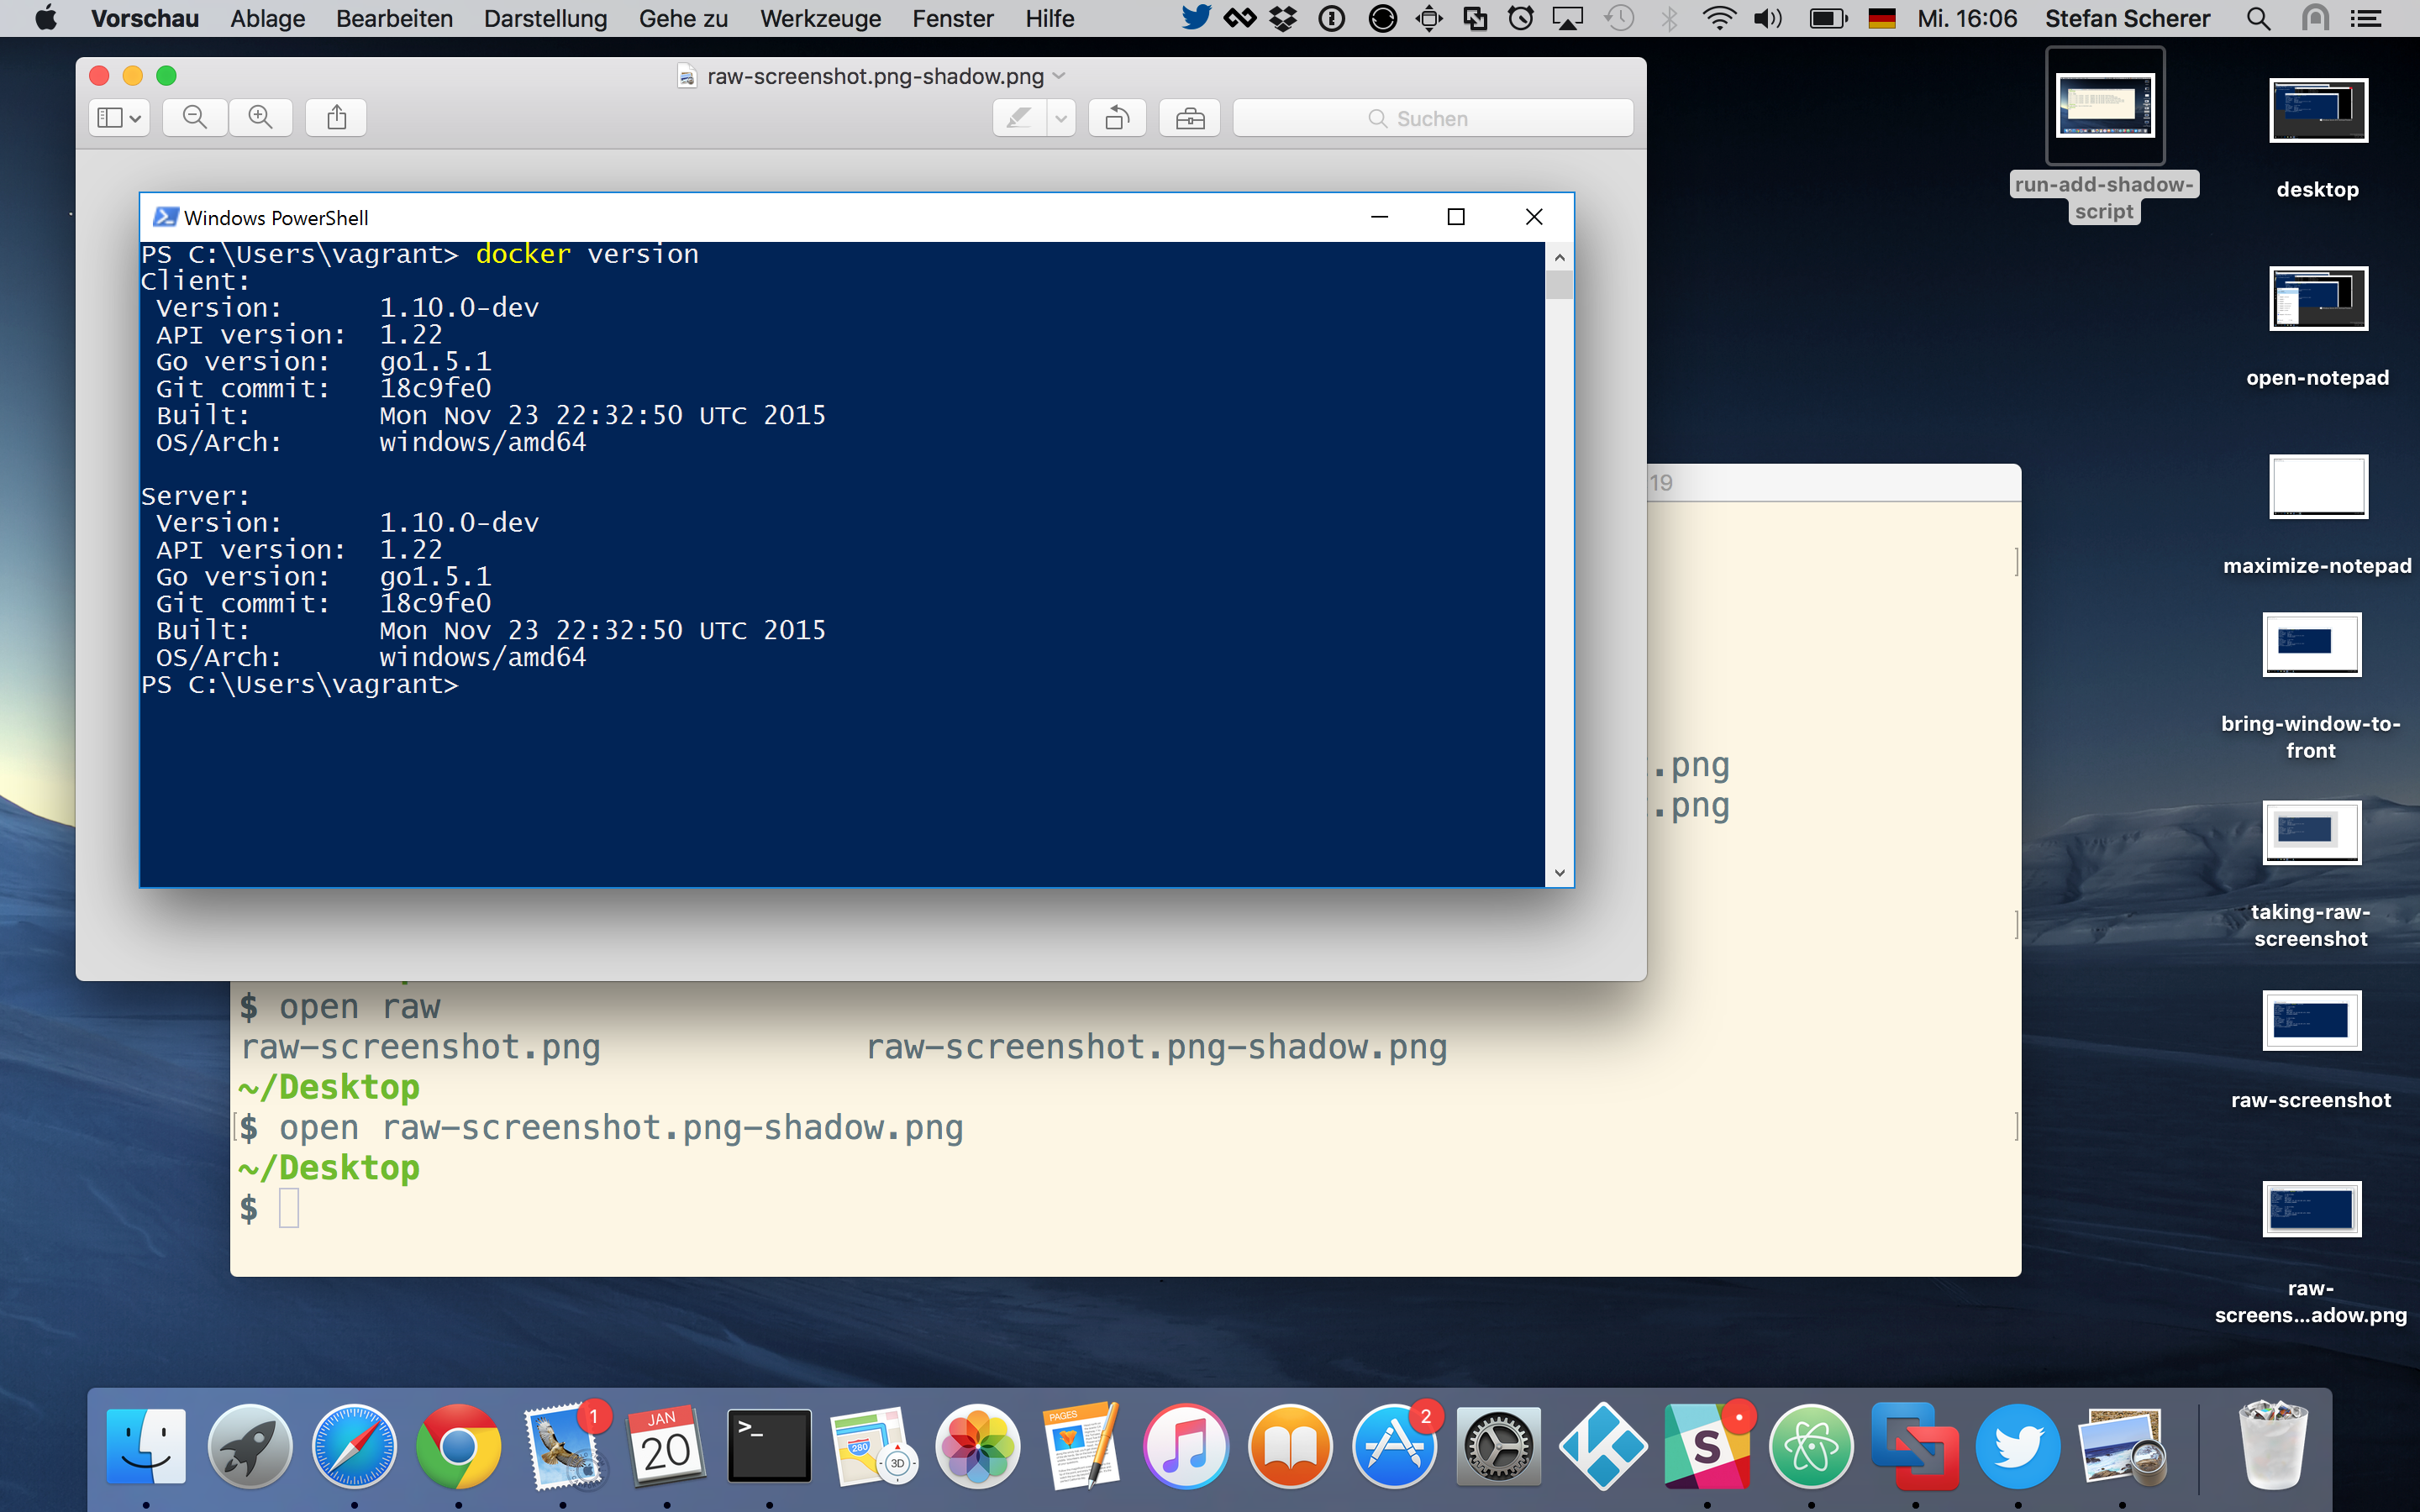 Vorschau Ablage Bearbeiten Darstellung Gehe zu Werkzeuge Fenster Hilfe Mi. 16:06 Stefan Scherer
raw-screenshot.png-shadow.png
Suchen
Windows PowerShell
PS C:\Users\vagrant> docker version
Client:
Version: 1.10.0-dev
API version: 1.22
Go version: go1.5.1
Git commit: 18c9fe0
Built: Mon Nov 23 22:32:50 UTC 2015
OS/Arch: windows/amd64
Server:
Version: 1.10.0-dev
API version: 1.22
Go version: go1.5.1
Git commit: 18c9fe0
Built: Mon Nov 23 22:32:50 UTC 2015
OS/Arch: windows/amd64
PS C:\Users\vagrant>
19
.png
.png
$ open raw
raw-screenshot.png raw-screenshot.png-shadow.png
~/Desktop
[$ open raw-screenshot.png-shadow.png ]
~/Desktop
$
run-add-shadow-
script
desktop
open-notepad
maximize-notepad
bring-window-to-
front
taking-raw-
screenshot
raw-screenshot
raw-
screens...adow.png
1
JAN
20
>_
280
3D
PAGES
2
S